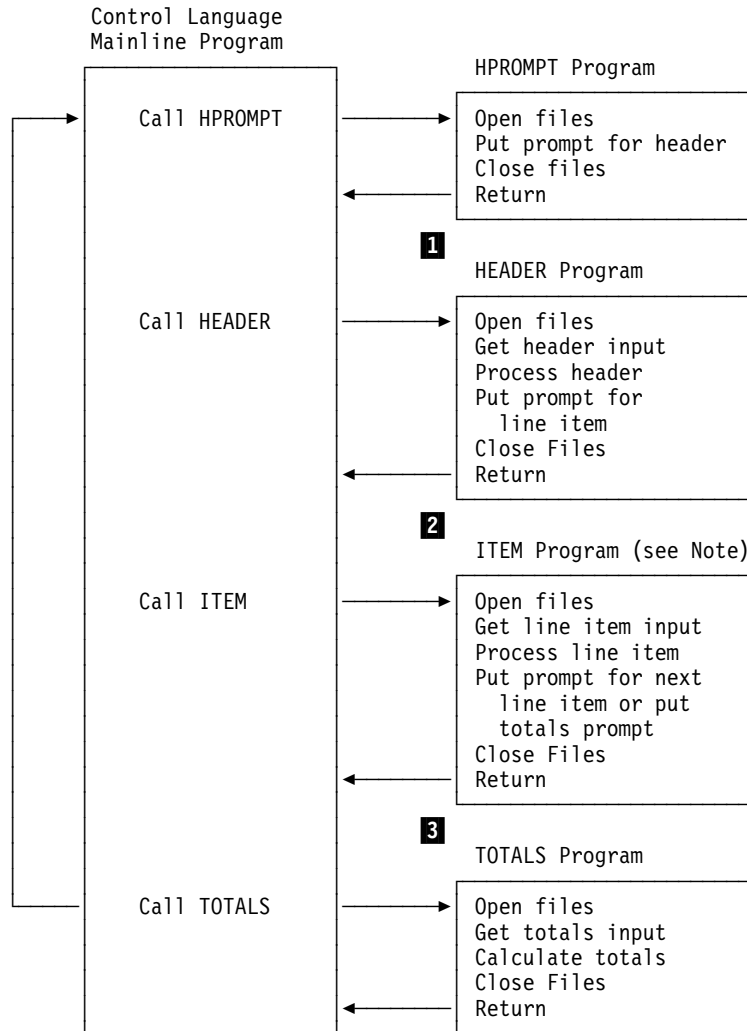 Control Language
Mainline Program
HPROMPT Program
Call HPROMPT
Open files
Put prompt for header
Close files
Return
1
HEADER Program
Call HEADER
Open files
Get header input
Process header
Put prompt for
line item
Close Files
Return
2
ITEM Program (see Note)
Call ITEM
Open files
Get line item input
Process line item
Put prompt for next
line item or put
totals prompt
Close Files
Return
3
TOTALS Program
Call TOTALS
Open files
Get totals input
Calculate totals
Close Files
Return